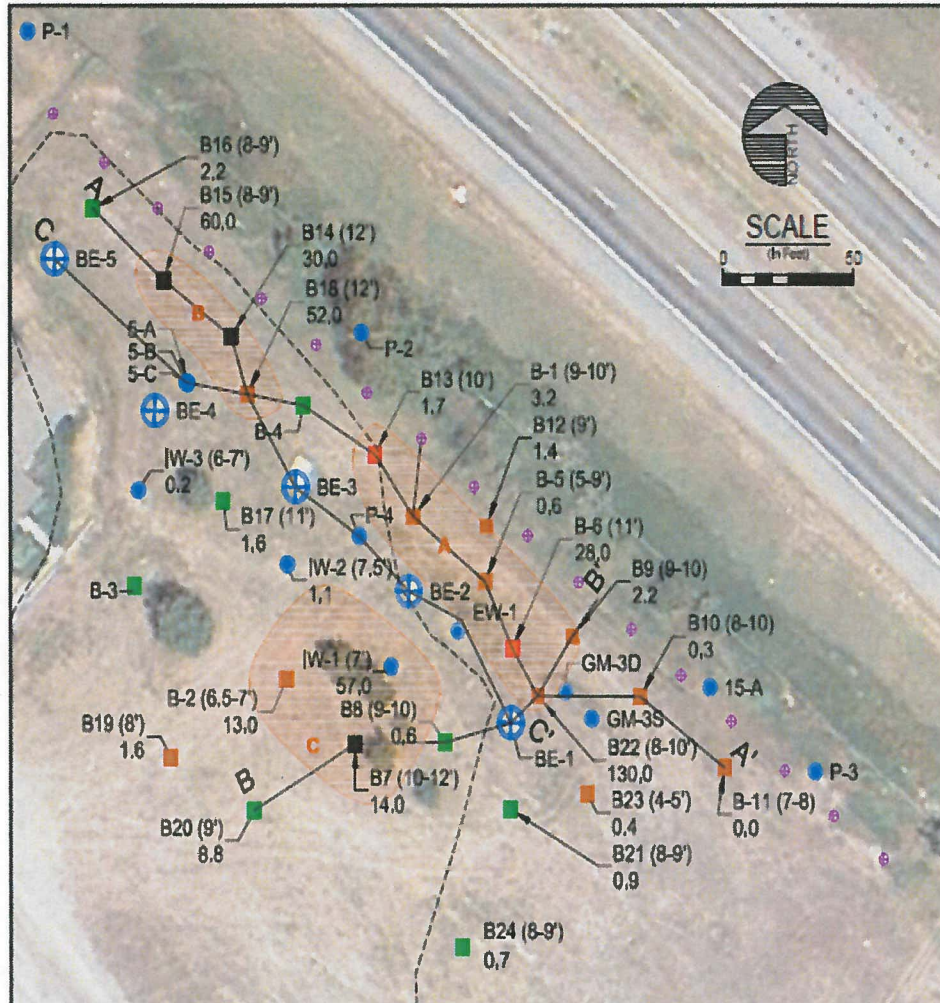 P-1
B16 (8-9')
2.2
A
B15 (8-9')
60,0
NORTH
SCALE
(In Feet)
0 50
C
BE-5
B14 (12')
30,0
B
B18 (12')
52,0
5-A
5-B
5-C
P-2
BE-4
B-4
B13 (10')
1,7
B-1 (9-10')
3.2
B12 (9')
1.4
IW-3 (6-7')
0.2
BE-3
B-5 (5-9')
0,6
B17 (11')
1,6
P-4
A
B-6 (11')
28,0
IW-2 (7,5')
1,1
B-3
BE-2
B'
B9 (9-10)
2.2
EW-1
B10 (8-10)
0,3
IW-1 (7')
57,0
GM-3D
15-A
B-2 (6,5-7')
13,0
B8 (9-10)
0,6
GM-3S
B19 (8')
1.6
C
C'
BE-1
A'
B22 (8-10')
130,0
P-3
B
B7 (10-12')
14,0
B23 (4-5')
0.4
B-11 (7-8)
0,0
B20 (9')
8,8
B21 (8-9')
0,9
B24 (8-9')
0,7